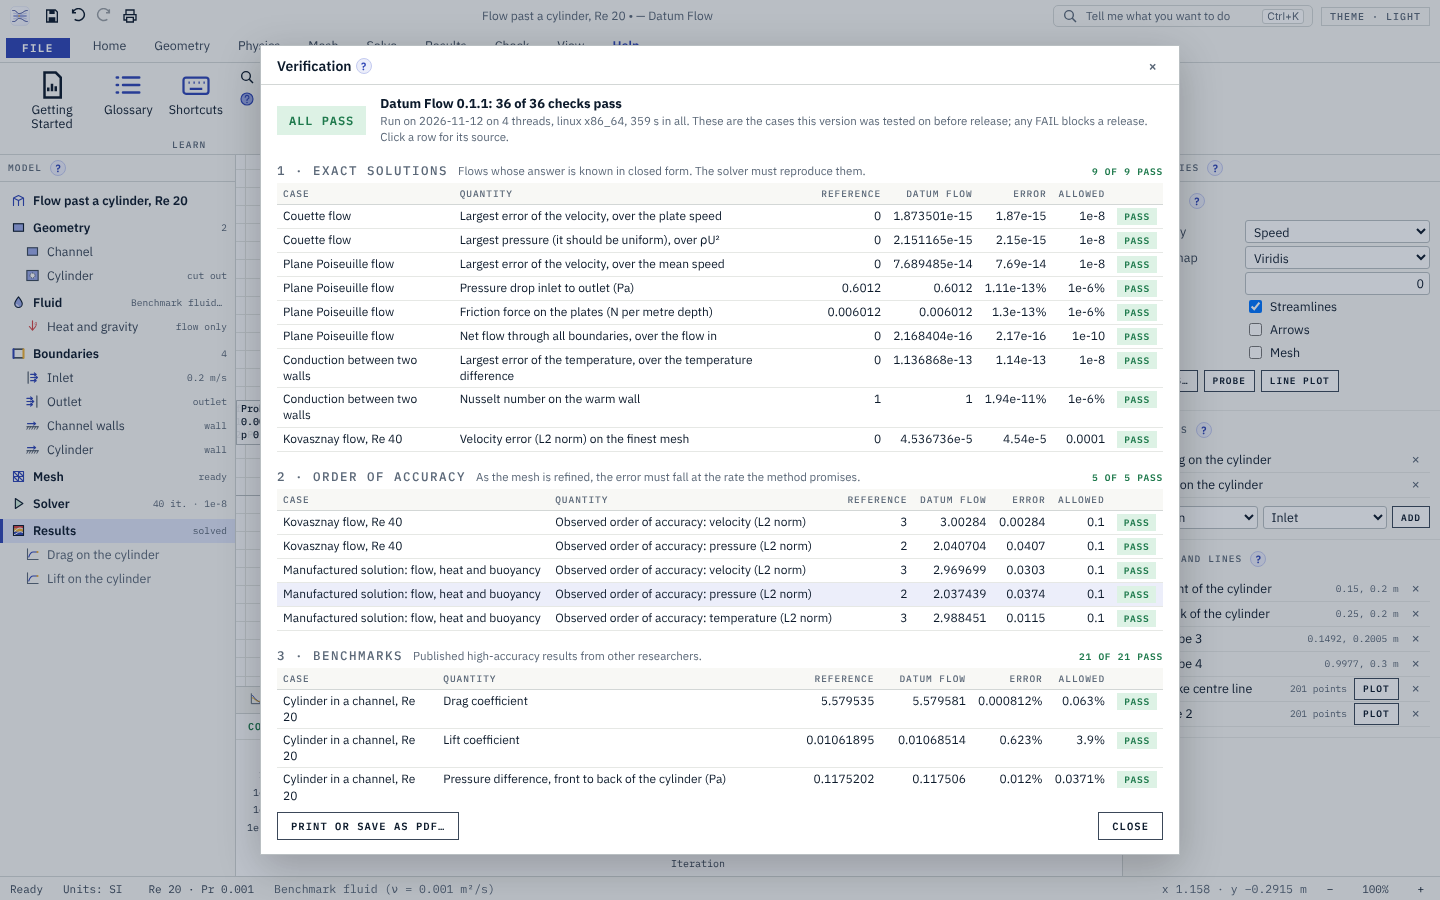 Flow past a cylinder, Re 20 • — Datum Flow
Tell me what you want to do
Ctrl+K
THEME · LIGHT
FILE
Home
Geometry
Help
Getting Started
Glossary
Shortcuts
LEARN
MODEL ?
Flow past a cylinder, Re 20
Geometry 2
Channel
Cylinder cut out
Fluid Benchmark fluid…
Heat and gravity flow only
Boundaries 4
Inlet 0.2 m/s
Outlet outlet
Channel walls wall
Cylinder wall
Mesh ready
Solver 40 it. · 1e-8
Results solved
Drag on the cylinder
Lift on the cylinder
Verification ?
×
ALL PASS
Datum Flow 0.1.1: 36 of 36 checks pass
Run on 2026-11-12 on 4 threads, linux x86_64, 359 s in all. These are the cases this version was tested on before release; any FAIL blocks a release.
Click a row for its source.
1 · EXACT SOLUTIONS Flows whose answer is known in closed form. The solver must reproduce them. 9 OF 9 PASS
CASE QUANTITY REFERENCE DATUM FLOW ERROR ALLOWED
Couette flow Largest error of the velocity, over the plate speed 0 1.873501e-15 1.87e-15 1e-8 PASS
Couette flow Largest pressure (it should be uniform), over ρU² 0 2.151165e-15 2.15e-15 1e-8 PASS
Plane Poiseuille flow Largest error of the velocity, over the mean speed 0 7.689485e-14 7.69e-14 1e-8 PASS
Plane Poiseuille flow Pressure drop inlet to outlet (Pa) 0.6012 0.6012 1.11e-13% 1e-6% PASS
Plane Poiseuille flow Friction force on the plates (N per metre depth) 0.006012 0.006012 1.3e-13% 1e-6% PASS
Plane Poiseuille flow Net flow through all boundaries, over the flow in 0 2.168404e-16 2.17e-16 1e-10 PASS
Conduction between two walls Largest error of the temperature, over the temperature difference 0 1.136868e-13 1.14e-13 1e-8 PASS
Conduction between two walls Nusselt number on the warm wall 1 1 1.94e-11% 1e-6% PASS
Kovasznay flow, Re 40 Velocity error (L2 norm) on the finest mesh 0 4.536736e-5 4.54e-5 0.0001 PASS
2 · ORDER OF ACCURACY As the mesh is refined, the error must fall at the rate the method promises. 5 OF 5 PASS
CASE QUANTITY REFERENCE DATUM FLOW ERROR ALLOWED
Kovasznay flow, Re 40 Observed order of accuracy: velocity (L2 norm) 3 3.00284 0.00284 0.1 PASS
Kovasznay flow, Re 40 Observed order of accuracy: pressure (L2 norm) 2 2.040704 0.0407 0.1 PASS
Manufactured solution: flow, heat and buoyancy Observed order of accuracy: velocity (L2 norm) 3 2.969699 0.0303 0.1 PASS
Manufactured solution: flow, heat and buoyancy Observed order of accuracy: pressure (L2 norm) 2 2.037439 0.0374 0.1 PASS
Manufactured solution: flow, heat and buoyancy Observed order of accuracy: temperature (L2 norm) 3 2.988451 0.0115 0.1 PASS
3 · BENCHMARKS Published high-accuracy results from other researchers. 21 OF 21 PASS
CASE QUANTITY REFERENCE DATUM FLOW ERROR ALLOWED
Cylinder in a channel, Re 20 Drag coefficient 5.579535 5.579581 0.000812% 0.063% PASS
Cylinder in a channel, Re 20 Lift coefficient 0.01061895 0.01068514 0.623% 3.9% PASS
Cylinder in a channel, Re 20 Pressure difference, front to back of the cylinder (Pa) 0.1175202 0.117506 0.012% 0.0371% PASS
PRINT OR SAVE AS PDF…
CLOSE
Speed
Viridis
0
Streamlines
Arrows
Mesh
PROBE
LINE PLOT
on the cylinder ×
on the cylinder ×
Inlet
ADD
AND LINES ?
of the cylinder 0.15, 0.2 m ×
of the cylinder 0.25, 0.2 m ×
3 0.1492, 0.2005 m ×
4 0.9977, 0.3 m ×
centre line 201 points PLOT ×
2 201 points PLOT ×
Iteration
Ready
Units: SI
Re 20 · Pr 0.001
Benchmark fluid (ν = 0.001 m²/s)
x 1.158 · y −0.2915 m
−
100%
+